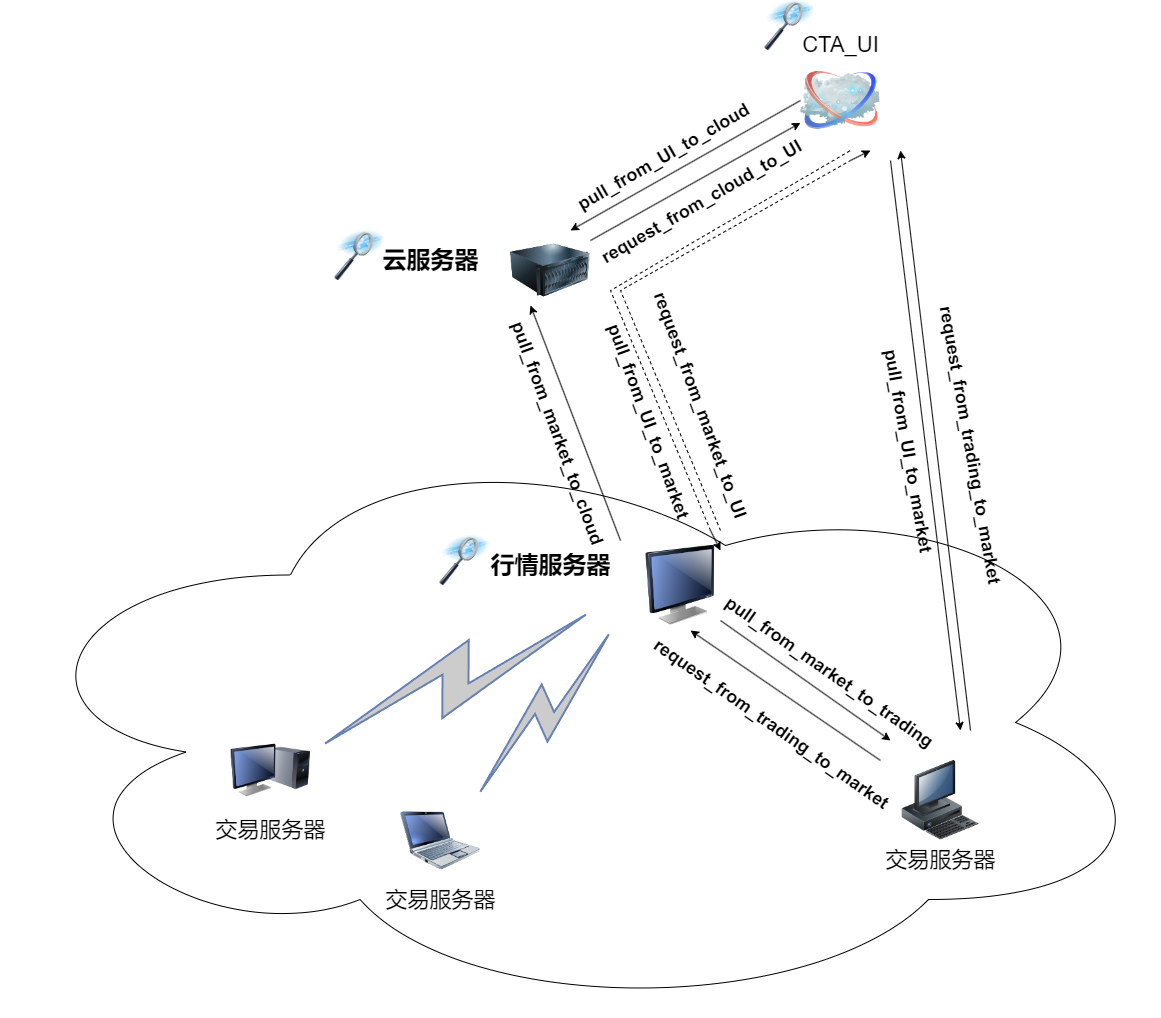 CTA_UI
pull_from_UI_to_cloud
request_from_cloud_to_UI
云服务器
pull_from_market_to_cloud
pull_from_UI_to_market
request_from_market_to_UI
pull_from_UI_to_market
request_from_trading_to_market
行情服务器
pull_from_market_to_trading
request_from_trading_to_market
交易服务器
交易服务器
交易服务器